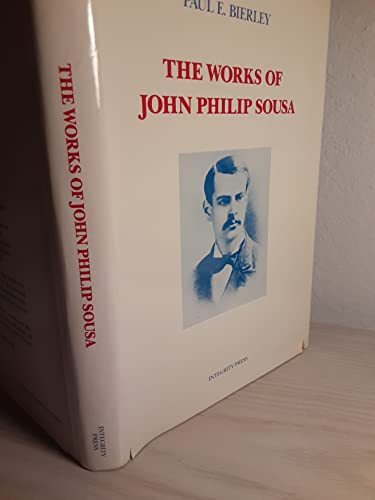 PAUL E. BIERLEY
THE WORKS OF
JOHN PHILIP SOUSA
INTEGRITY PRESS
THE WORKS OF JOHN PHILIP SOUSA
INTEGRITY
PRESS